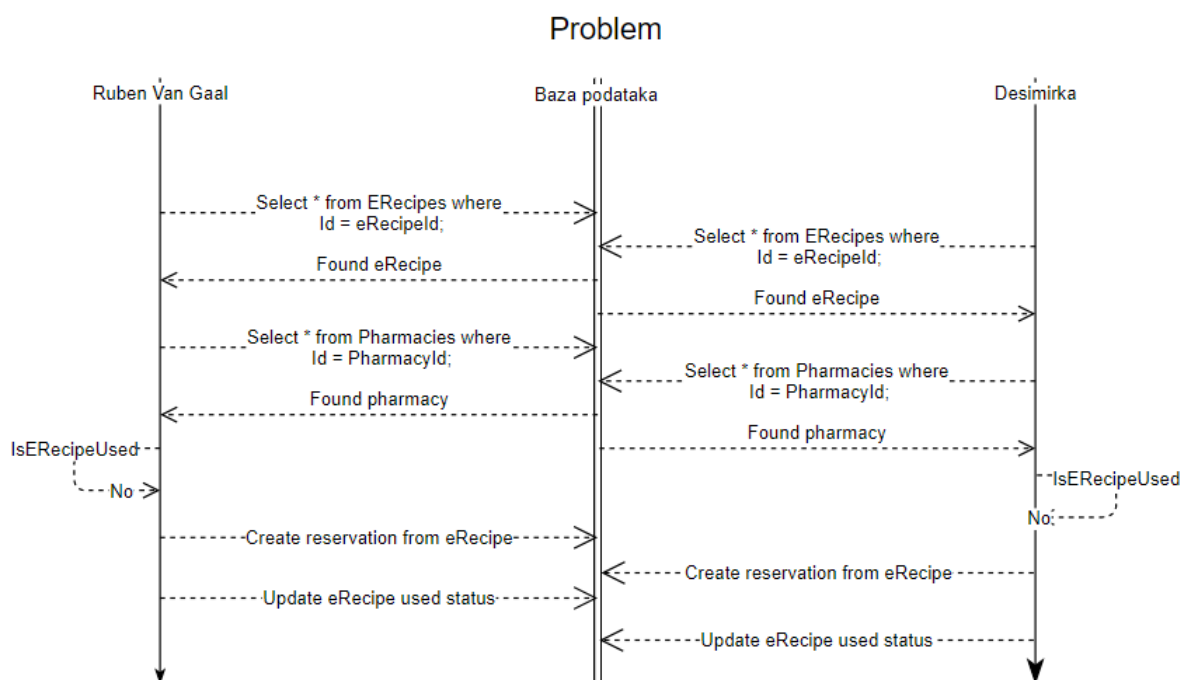 Problem
Ruben Van Gaal
Baza podataka
Desimirka
Select * from ERecipes where
Id = eRecipeId;
Select * from ERecipes where
Id = eRecipeId;
Found eRecipe
Found eRecipe
Select * from Pharmacies where
Id = PharmacyId;
Select * from Pharmacies where
Id = PharmacyId;
Found pharmacy
Found pharmacy
IsERecipeUsed
IsERecipeUsed
No
No
Create reservation from eRecipe
Create reservation from eRecipe
Update eRecipe used status
Update eRecipe used status